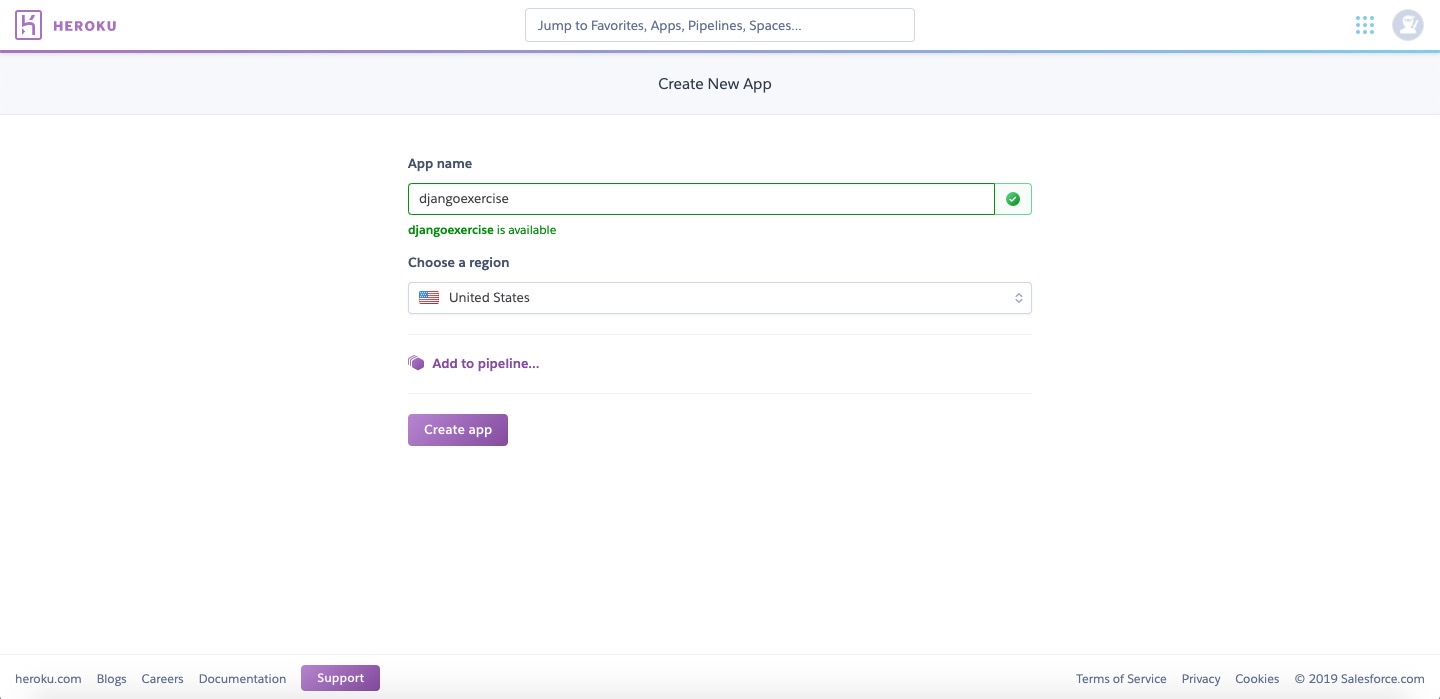 HEROKU
Jump to Favorites, Apps, Pipelines, Spaces...
Create New App
App name
djangoexercise
djangoexercise is available
Choose a region
United States
Add to pipeline...
Create app
heroku.com Blogs Careers Documentation Support Terms of Service Privacy Cookies © 2019 Salesforce.com